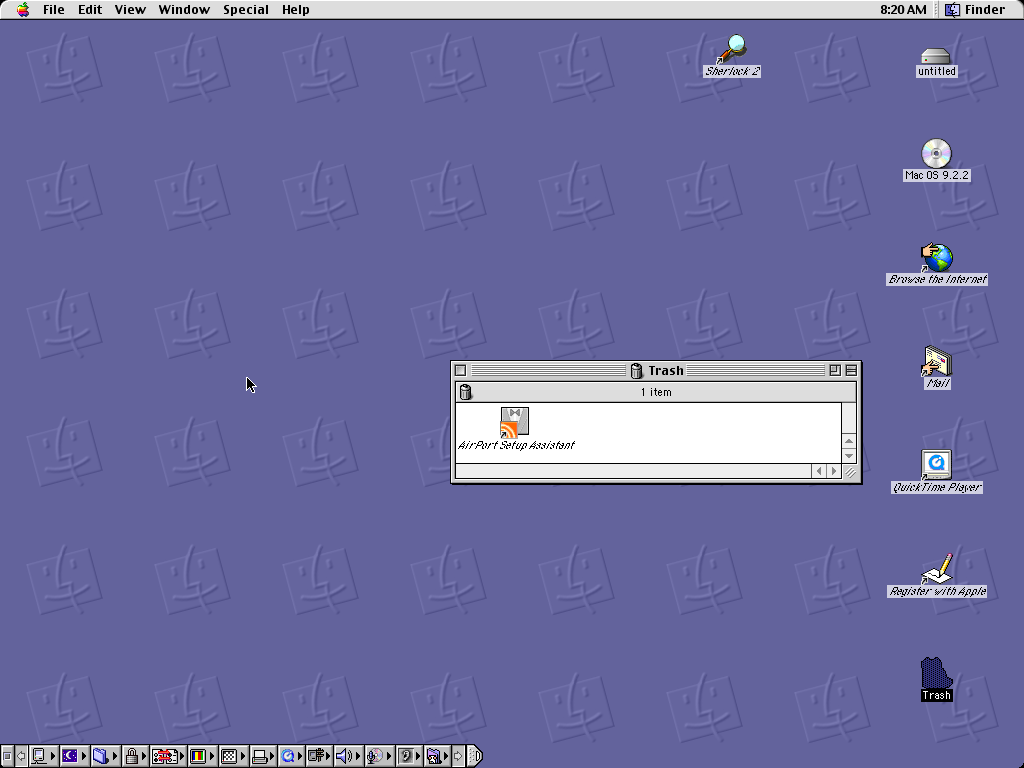 File Edit View Window Special Help
8:20 AM Finder
Sherlock 2
untitled
Mac OS 9.2.2
Browse the Internet
Mail
Trash
1 item
AirPort Setup Assistant
QuickTime Player
Register with Apple
Trash